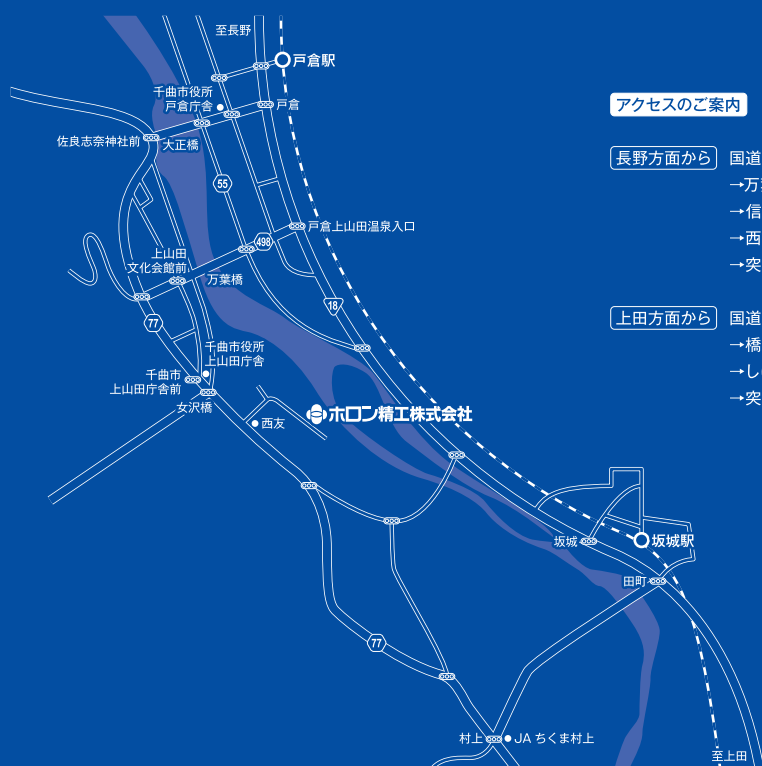 至長野
戸倉駅
千曲市役所
戸倉庁舎
戸倉
佐良志奈神社前
大正橋
55
戸倉上山田温泉入口
498
上山田
文化会館前
万葉橋
18
77
千曲市役所
上山田庁舎
千曲市
上山田庁舎前
女沢橋
西友
ホロン精工株式会社
坂城
坂城駅
田町
77
村上
JA ちくま村上
至上田
アクセスのご案内
長野方面から 国道
→万
→信
→西
→突
上田方面から 国道
→橋
→し
→突